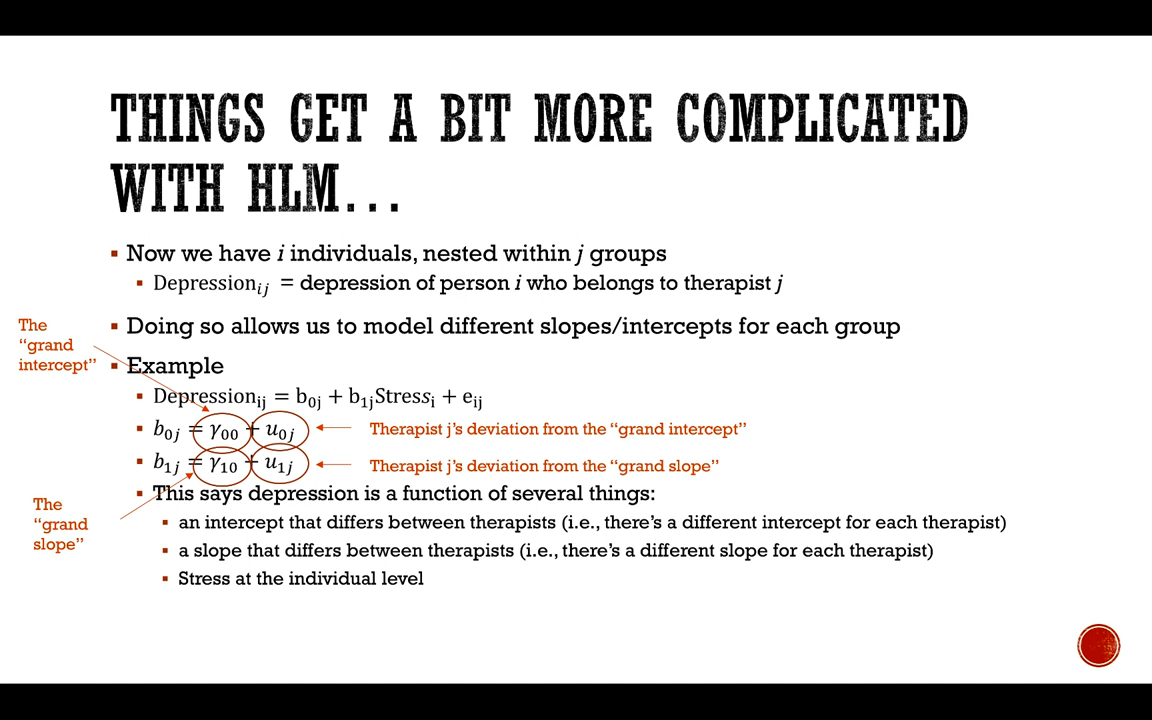 THINGS GET A BIT MORE COMPLICATED
WITH HLM...
▪ Now we have i individuals, nested within j groups
▪ Depression_ij = depression of person i who belongs to therapist j
▪ Doing so allows us to model different slopes/intercepts for each group
The
“grand
intercept”
▪ Example
▪ Depression_ij = b_0j + b_1jStress_i + e_ij
▪ b_0j = γ_00 + u_0j
Therapist j’s deviation from the “grand intercept”
▪ b_1j = γ_10 + u_1j
Therapist j’s deviation from the “grand slope”
The
“grand
slope”
▪ This says depression is a function of several things:
▪ an intercept that differs between therapists (i.e., there’s a different intercept for each therapist)
▪ a slope that differs between therapists (i.e., there’s a different slope for each therapist)
▪ Stress at the individual level